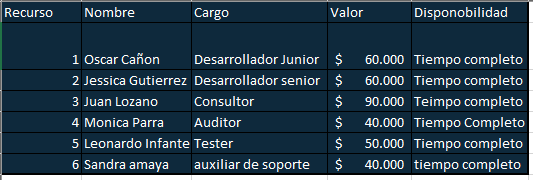 Recurso Nombre Cargo Valor Disponobilidad
1 Oscar Cañon Desarrollador Junior $ 60.000 Tiempo completo
2 Jessica Gutierrez Desarrollador senior $ 60.000 Tiempo completo
3 Juan Lozano Consultor $ 90.000 Teimpo completo
4 Monica Parra Auditor $ 40.000 Tiempo Completo
5 Leonardo Infante Tester $ 50.000 Tiempo completo
6 Sandra amaya auxiliar de soporte $ 40.000 tiempo completo